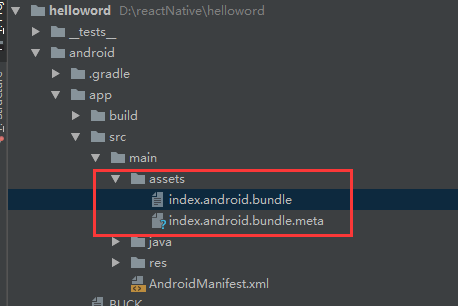 helloword D:\reactNative\helloword
__tests__
android
.gradle
app
build
src
main
assets
index.android.bundle
index.android.bundle.meta
java
res
AndroidManifest.xml
BUCK